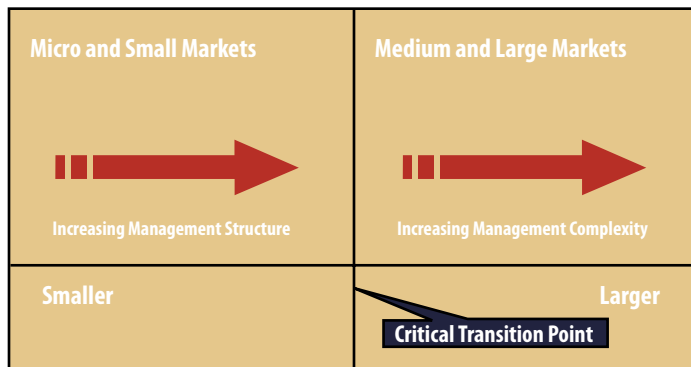 Micro and Small Markets
Medium and Large Markets
Increasing Management Structure
Increasing Management Complexity
Smaller
Larger
Critical Transition Point